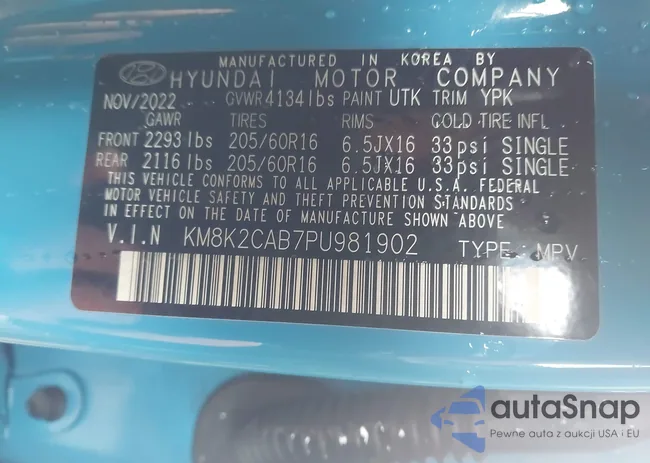 MANUFACTURED IN KOREA BY
HYUNDAI MOTOR COMPANY
NOV/2022 GVWR 4134lbs PAINT UTK TRIM YPK
GAWR TIRES RIMS COLD TIRE INFL
FRONT 2293lbs 205/60R16 6.5JX16 33psi SINGLE
REAR 2116lbs 205/60R16 6.5JX16 33psi SINGLE
THIS VEHICLE CONFORMS TO ALL APPLICABLE U.S.A. FEDERAL
MOTOR VEHICLE SAFETY AND THEFT PREVENTION STANDARDS
IN EFFECT ON THE DATE OF MANUFACTURE SHOWN ABOVE.
V.I.N KM8K2CAB7PU981902 TYPE : MPV
autaSnap
Pewne auta z aukcji USA i EU